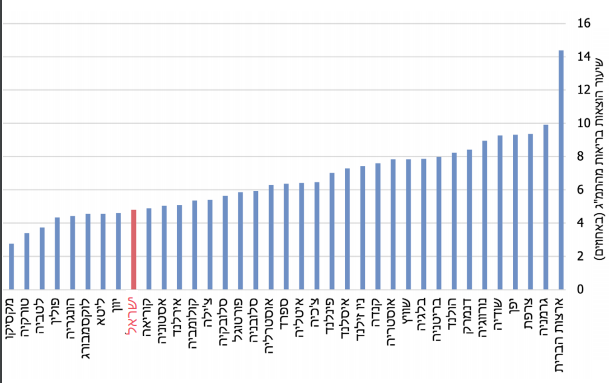 16
14
12
10
8
6
4
2
0
שיעור הוצאות בריאות מהתמ"ג (באחוזים)
ארצות הברית
גרמניה
צרפת
יפן
שוודיה
נורווגיה
דנמרק
הולנד
בריטניה
בלגיה
שוויץ
אוסטריה
קנדה
ניו זילנד
איסלנד
פינלנד
צ'כיה
איטליה
ספרד
אוסטרליה
סלובניה
פורטוגל
סלובקיה
צ'ילה
קולומביה
אירלנד
אסטוניה
קוריאה
ישראל
יוון
ליטא
לוקסמבורג
הונגריה
פולין
לטביה
טורקיה
מקסיקו